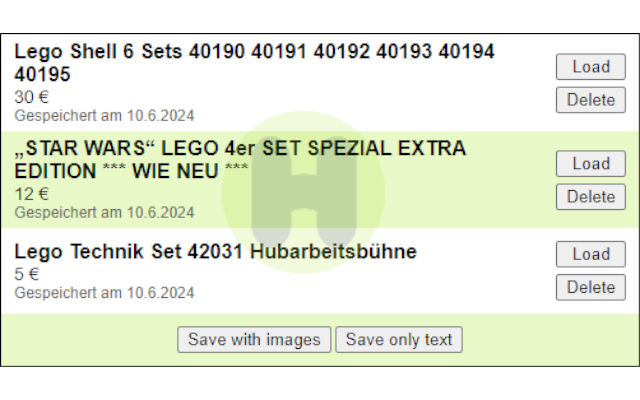 Lego Shell 6 Sets 40190 40191 40192 40193 40194
40195
30 €
Gespeichert am 10.6.2024
Load
Delete
„STAR WARS“ LEGO 4er SET SPEZIAL EXTRA
EDITION *** WIE NEU ***
12 €
Gespeichert am 10.6.2024
Load
Delete
Lego Technik Set 42031 Hubarbeitsbühne
5 €
Gespeichert am 10.6.2024
Load
Delete
Save with images Save only text
H